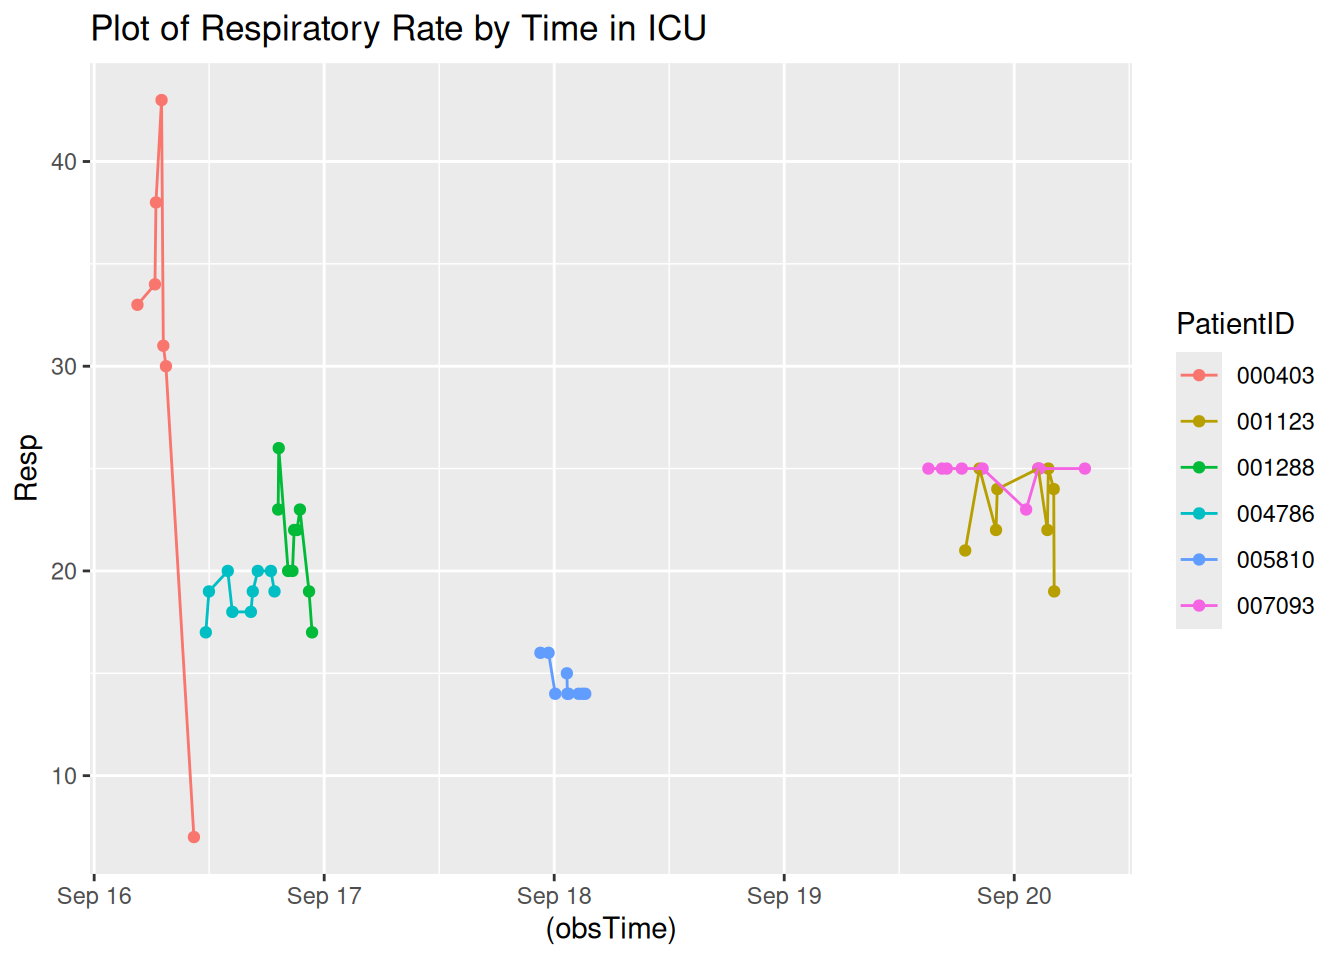 Plot of Respiratory Rate by Time in ICU
Resp
40
30
20
10
Sep 16 Sep 17 Sep 18 Sep 19 Sep 20
(obsTime)
PatientID
000403
001123
001288
004786
005810
007093